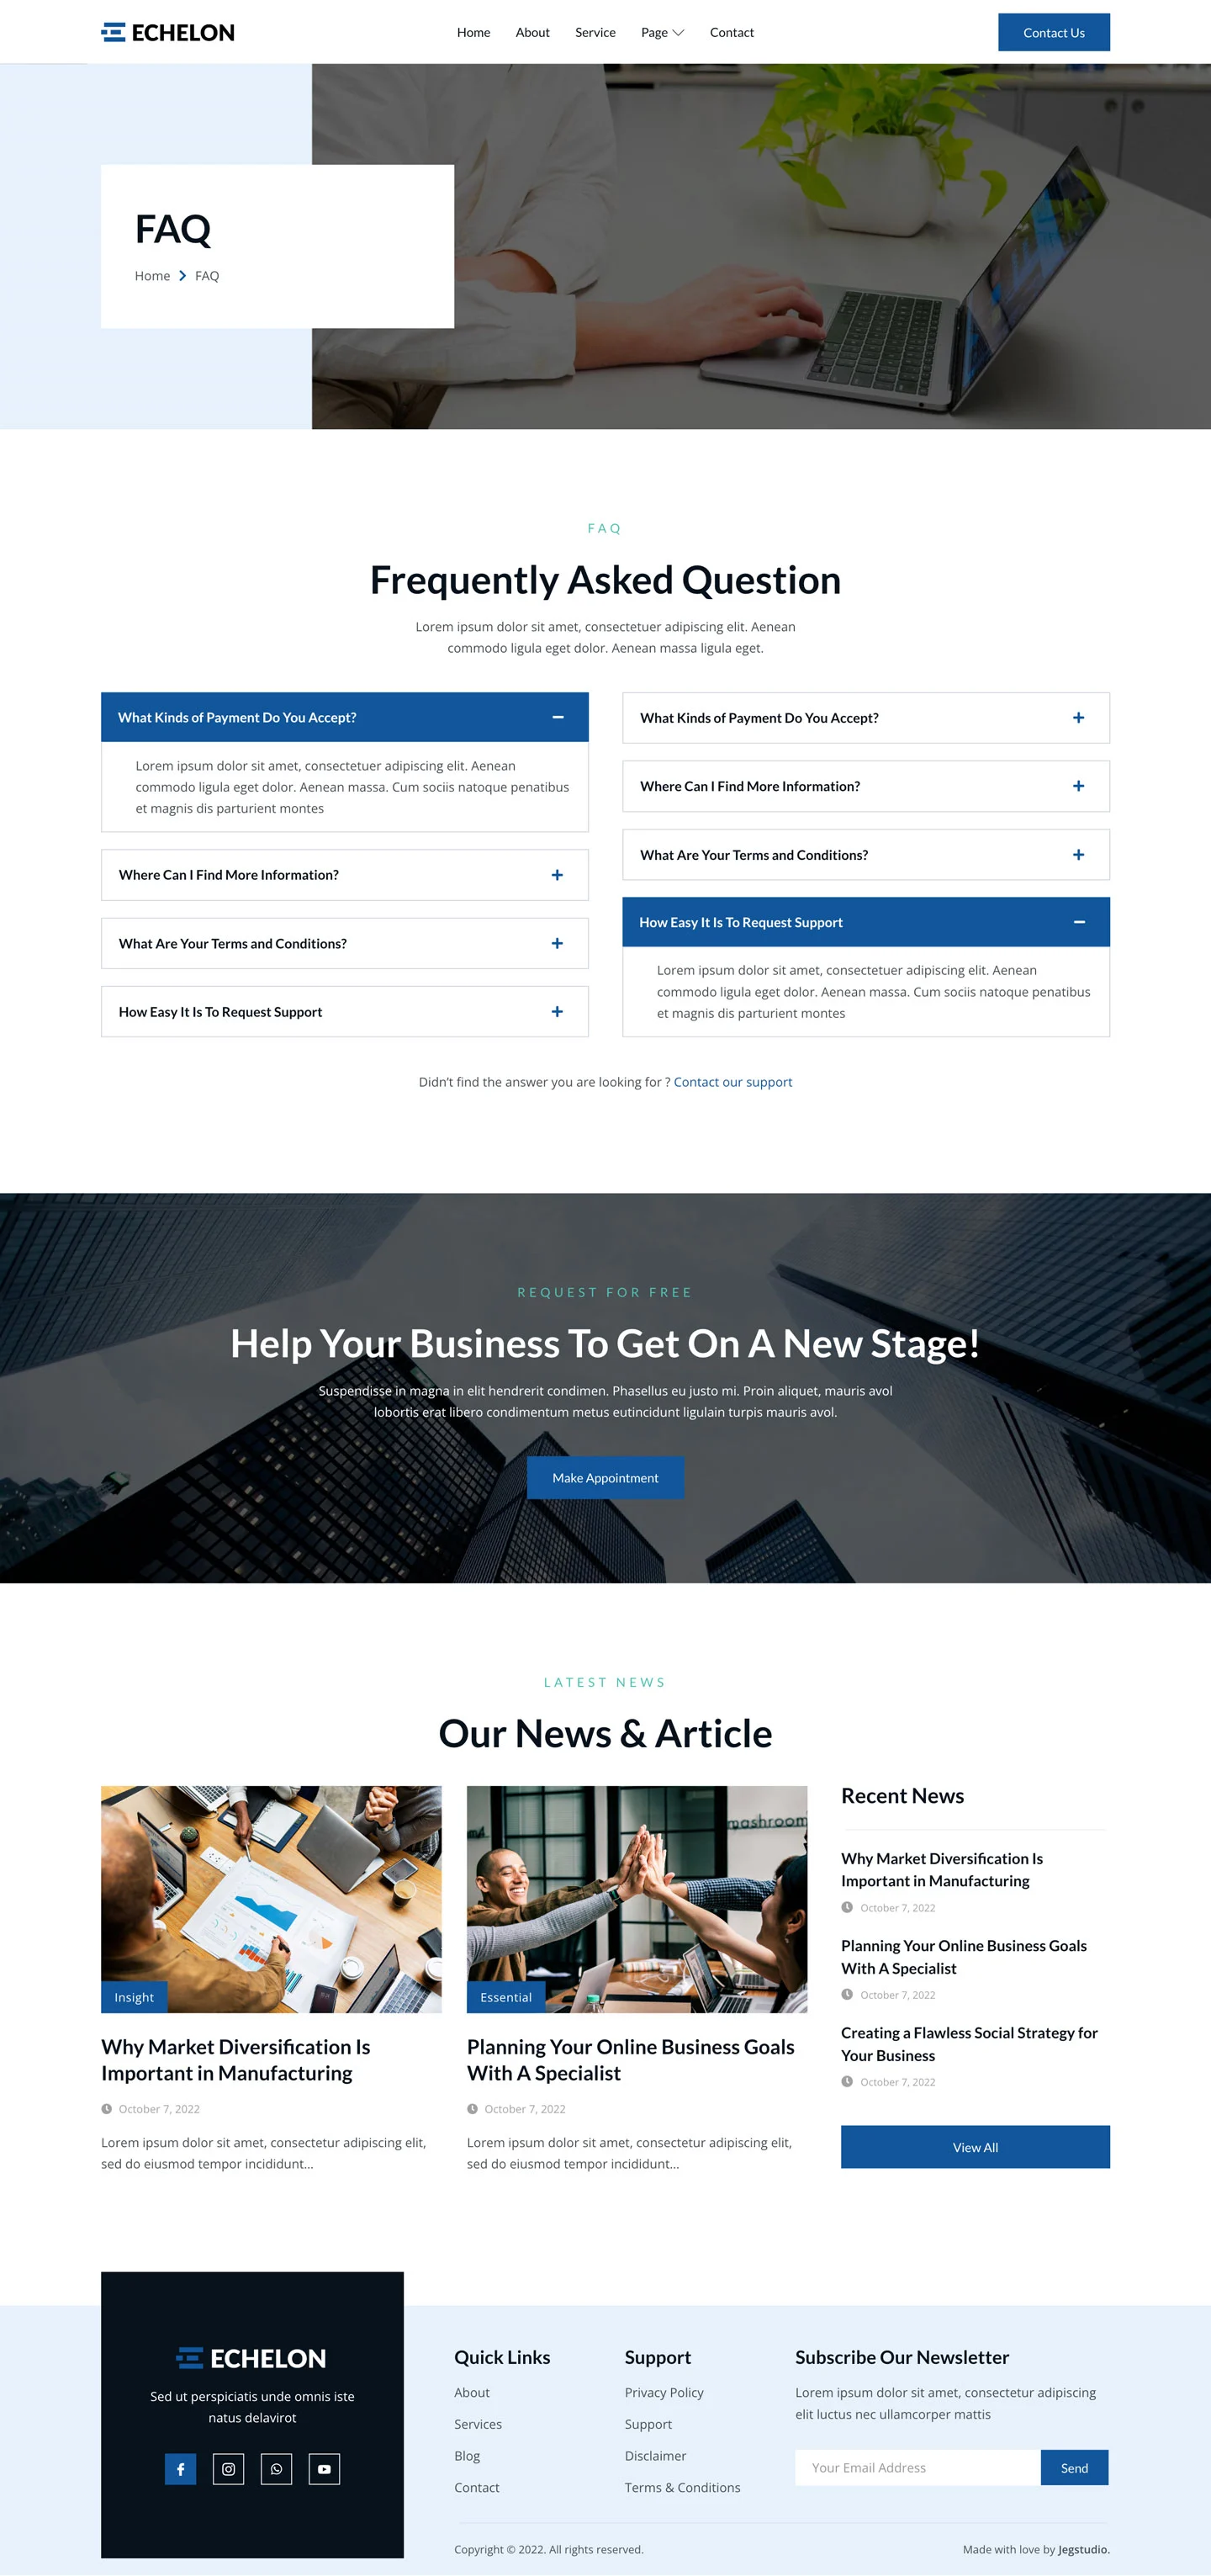 ECHELON
Home
About
Service
Page
Contact
Contact Us
FAQ
Home
FAQ
FAQ
Frequently Asked Question
Lorem ipsum dolor sit amet, consectetuer adipiscing elit. Aenean
commodo ligula eget dolor. Aenean massa ligula eget.
What Kinds of Payment Do You Accept?
Lorem ipsum dolor sit amet, consectetuer adipiscing elit. Aenean
commodo ligula eget dolor. Aenean massa. Cum sociis natoque penatibus
et magnis dis parturient montes
Where Can I Find More Information?
What Are Your Terms and Conditions?
How Easy It Is To Request Support
What Kinds of Payment Do You Accept?
Where Can I Find More Information?
What Are Your Terms and Conditions?
How Easy It Is To Request Support
Lorem ipsum dolor sit amet, consectetuer adipiscing elit. Aenean
commodo ligula eget dolor. Aenean massa. Cum sociis natoque penatibus
et magnis dis parturient montes
Didn't find the answer you are looking for ? Contact our support
REQUEST FOR FREE
Help Your Business To Get On A New Stage!
Suspendisse in magna in elit hendrerit condimen. Phasellus eu justo mi. Proin aliquet, mauris avol
lobortis erat libero condimentum metus eutincidunt ligulain turpis mauris avol.
Make Appointment
LATEST NEWS
Our News & Article
Insight
Why Market Diversification Is
Important in Manufacturing
October 7, 2022
Lorem ipsum dolor sit amet, consectetur adipiscing elit,
sed do eiusmod tempor incididunt...
mashroom
Essential
Planning Your Online Business Goals
With A Specialist
October 7, 2022
Lorem ipsum dolor sit amet, consectetur adipiscing elit,
sed do eiusmod tempor incididunt...
Recent News
Why Market Diversification Is
Important in Manufacturing
October 7, 2022
Planning Your Online Business Goals
With A Specialist
October 7, 2022
Creating a Flawless Social Strategy for
Your Business
October 7, 2022
View All
ECHELON
Sed ut perspiciatis unde omnis iste
natus delavirot
Quick Links
About
Services
Blog
Contact
Support
Privacy Policy
Support
Disclaimer
Terms & Conditions
Subscribe Our Newsletter
Lorem ipsum dolor sit amet, consectetur adipiscing
elit luctus nec ullamcorper mattis
Your Email Address
Send
Copyright © 2022. All rights reserved.
Made with love by Jegstudio.